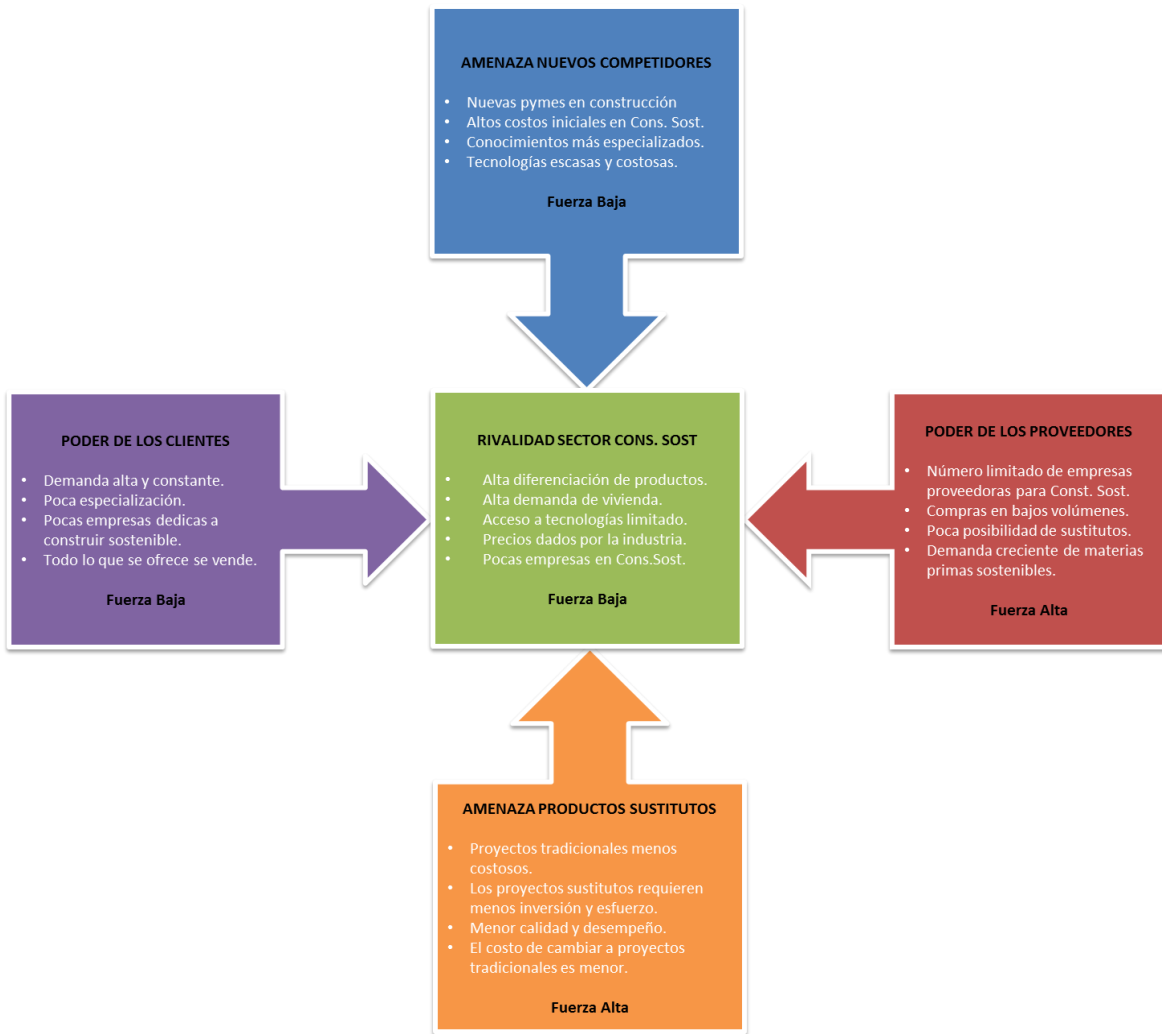 AMENAZA NUEVOS COMPETIDORES
• Nuevas pymes en construcción
• Altos costos iniciales en Cons. Sost.
• Conocimientos más especializados.
• Tecnologías escasas y costosas.
Fuerza Baja
PODER DE LOS CLIENTES
• Demanda alta y constante.
• Poca especialización.
• Pocas empresas dedicas a
construir sostenible.
• Todo lo que se ofrece se vende.
Fuerza Baja
RIVALIDAD SECTOR CONS. SOST
• Alta diferenciación de productos.
• Alta demanda de vivienda.
• Acceso a tecnologías limitado.
• Precios dados por la industria.
• Pocas empresas en Cons.Sost.
Fuerza Baja
PODER DE LOS PROVEEDORES
• Número limitado de empresas
proveedoras para Const. Sost.
• Compras en bajos volúmenes.
• Poca posibilidad de sustitutos.
• Demanda creciente de materias
primas sostenibles.
Fuerza Alta
AMENAZA PRODUCTOS SUSTITUTOS
• Proyectos tradicionales menos
costosos.
• Los proyectos sustitutos requieren
menos inversión y esfuerzo.
• Menor calidad y desempeño.
• El costo de cambiar a proyectos
tradicionales es menor.
Fuerza Alta